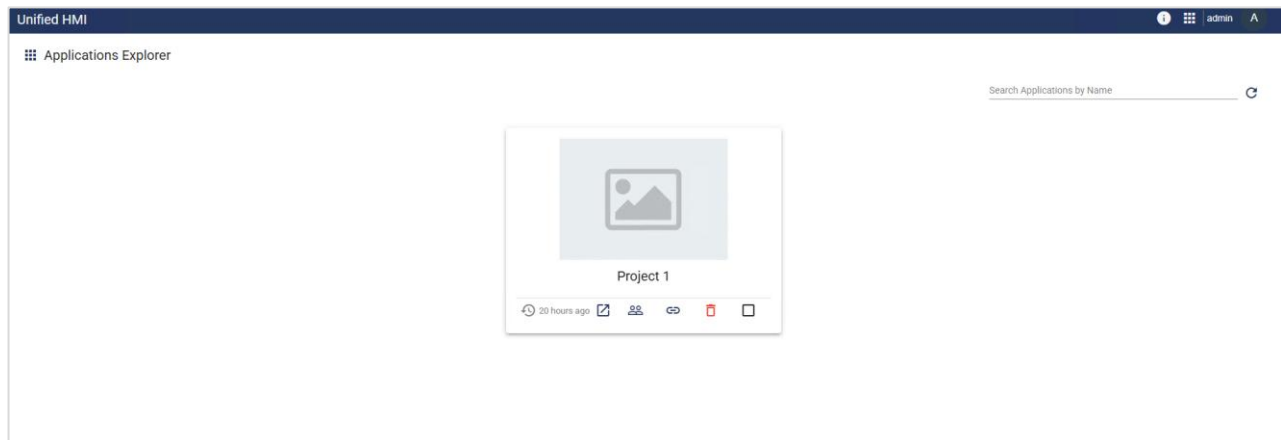 Unified HMI
admin A
Applications Explorer
Search Applications by Name
Project 1
20 hours ago